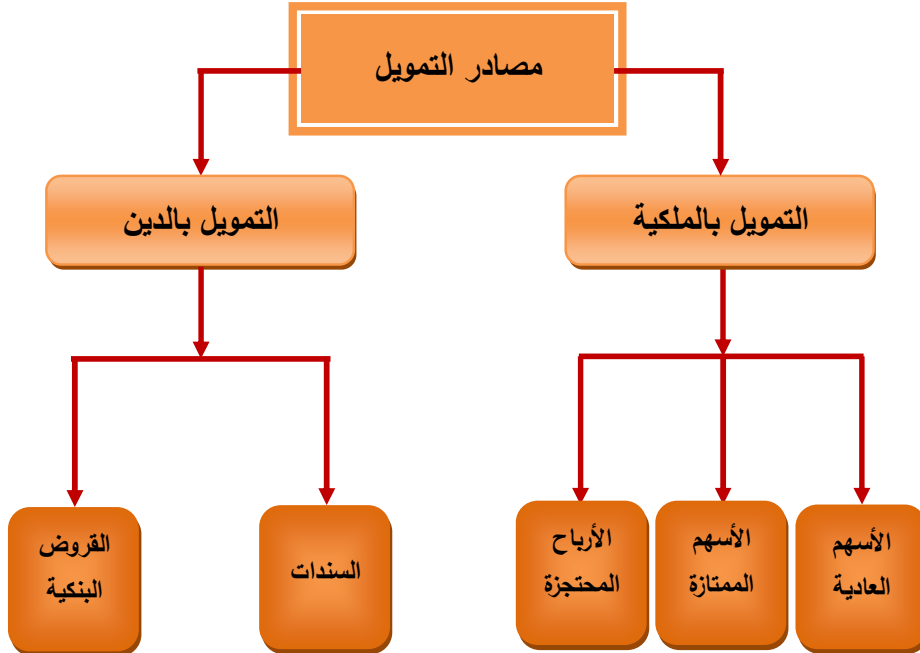 مصادر التمويل
التمويل بالملكية
التمويل بالدين
الأسهم
العادية
الأسهم
الممتازة
الأرباح
المحتجزة
السندات
القروض
البنكية